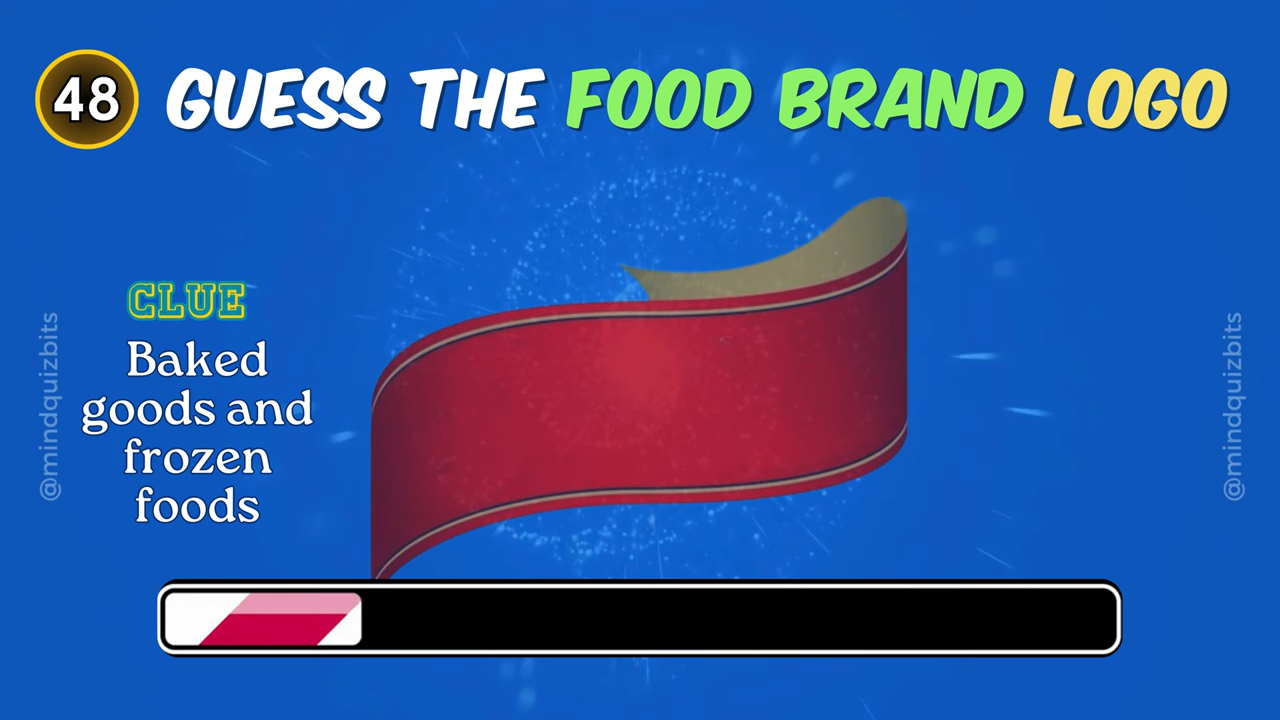 48
GUESS THE FOOD BRAND LOGO
CLUE
Baked
goods and
frozen
foods
@mindquizbits
@mindquizbits